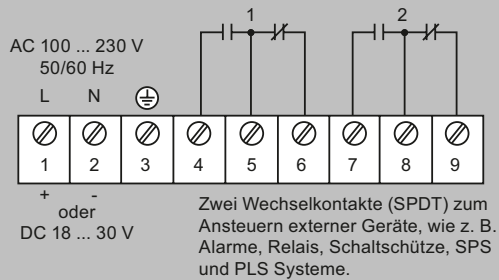 1 2
AC 100 ... 230 V
50/60 Hz
L N
1 2 3 4 5 6 7 8 9
+ -
oder
DC 18 ... 30 V
Zwei Wechselkontakte (SPDT) zum
Ansteuern externer Geräte, wie z. B.
Alarme, Relais, Schaltschütze, SPS
und PLS Systeme.